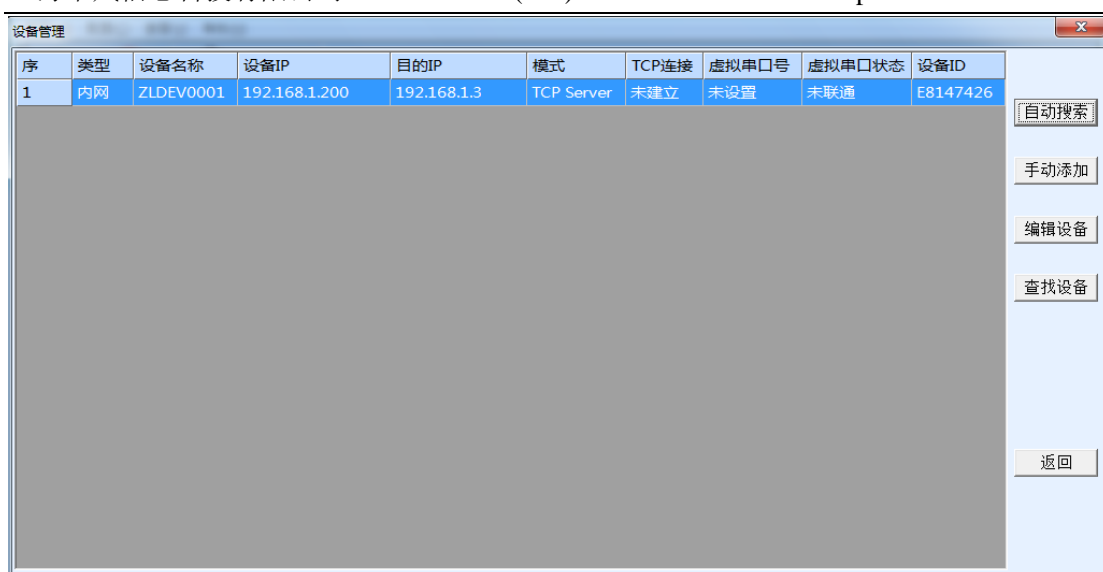 设备管理
序 类型 设备名称 设备IP 目的IP 模式 TCP连接 虚拟串口号 虚拟串口状态 设备ID
1 内网 ZLDEV0001 192.168.1.200 192.168.1.3 TCP Server 未建立 未设置 未联通 E8147426
自动搜索
手动添加
编辑设备
查找设备
返回